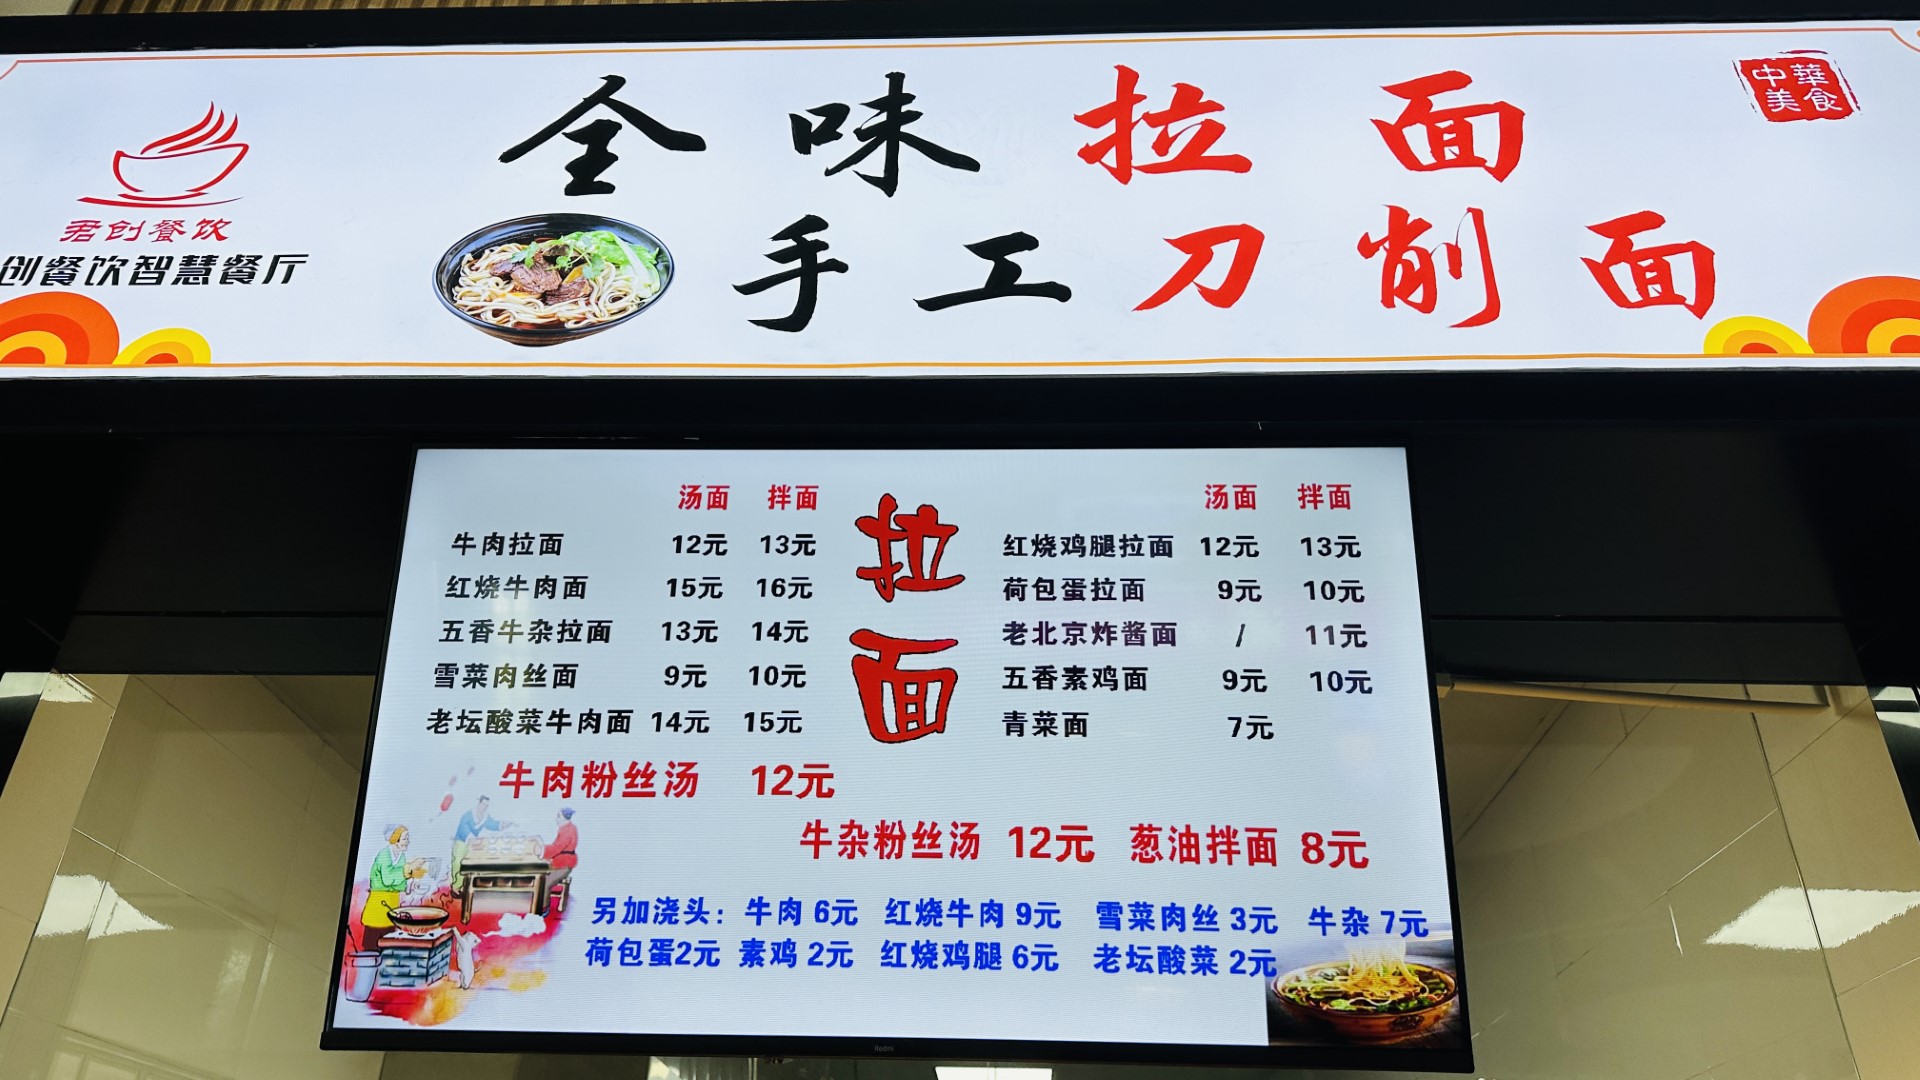 全味拉面
中華
美食
手工刀削面
君创餐饮
创餐饮智慧餐厅
汤面 拌面
牛肉拉面 12元 13元
红烧牛肉面 15元 16元
五香牛杂拉面 13元 14元
雪菜肉丝面 9元 10元
老坛酸菜牛肉面 14元 15元
拉面
汤面 拌面
红烧鸡腿拉面 12元 13元
荷包蛋拉面 9元 10元
老北京炸酱面 / 11元
五香素鸡面 9元 10元
青菜面 7元
牛肉粉丝汤 12元
牛杂粉丝汤 12元 葱油拌面 8元
另加浇头：牛肉 6元 红烧牛肉 9元 雪菜肉丝 3元 牛杂 7元
荷包蛋2元 素鸡 2元 红烧鸡腿 6元 老坛酸菜 2元
Redmi